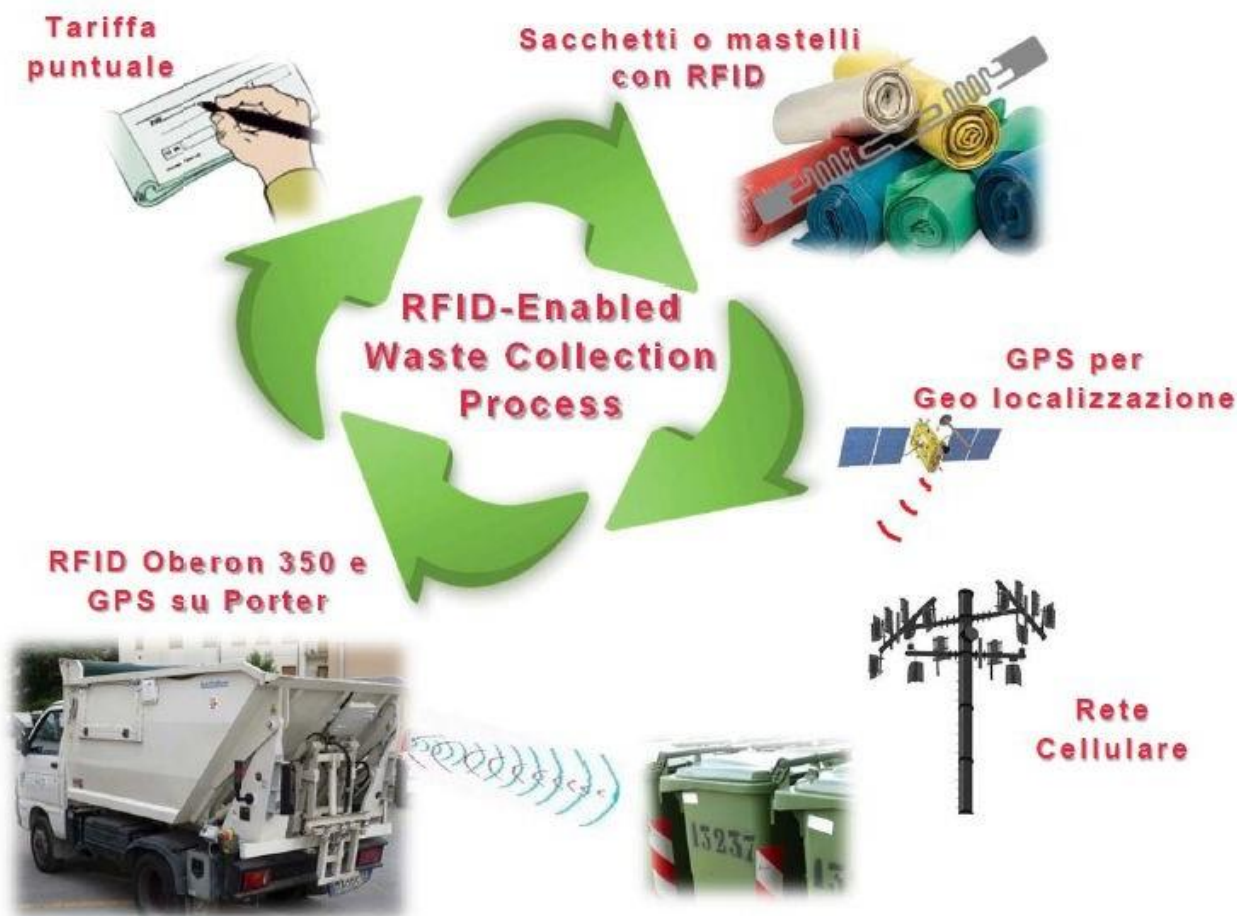 Tariffa
puntuale
Sacchetti o mastelli
con RFID
RFID-Enabled
Waste Collection
Process
GPS per
Geo localizzazione
RFID Oberon 350 e
GPS su Porter
Rete
Cellulare
13237